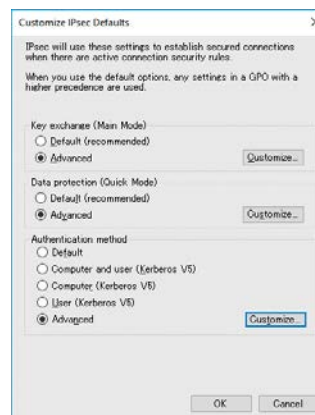 Customize IPsec Defaults
IPsec will use these settings to establish secured connections
when there are active connection security rules.
When you use the default options, any settings in a GPO with a
higher precedence are used.
Key exchange (Main Mode)
Default (recommended)
Advanced
Customize...
Data protection (Quick Mode)
Default (recommended)
Advanced
Customize...
Authentication method
Default
Computer and user (Kerberos V5)
Computer (Kerberos V5)
User (Kerberos V5)
Advanced
Customize...
OK
Cancel